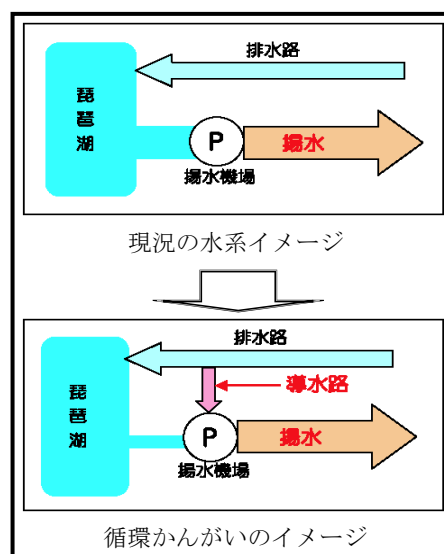 排水路
琵琶湖
P
揚水
揚水機場
現況の水系イメージ
排水路
導水路
琵琶湖
P
揚水
揚水機場
循環かんがいのイメージ